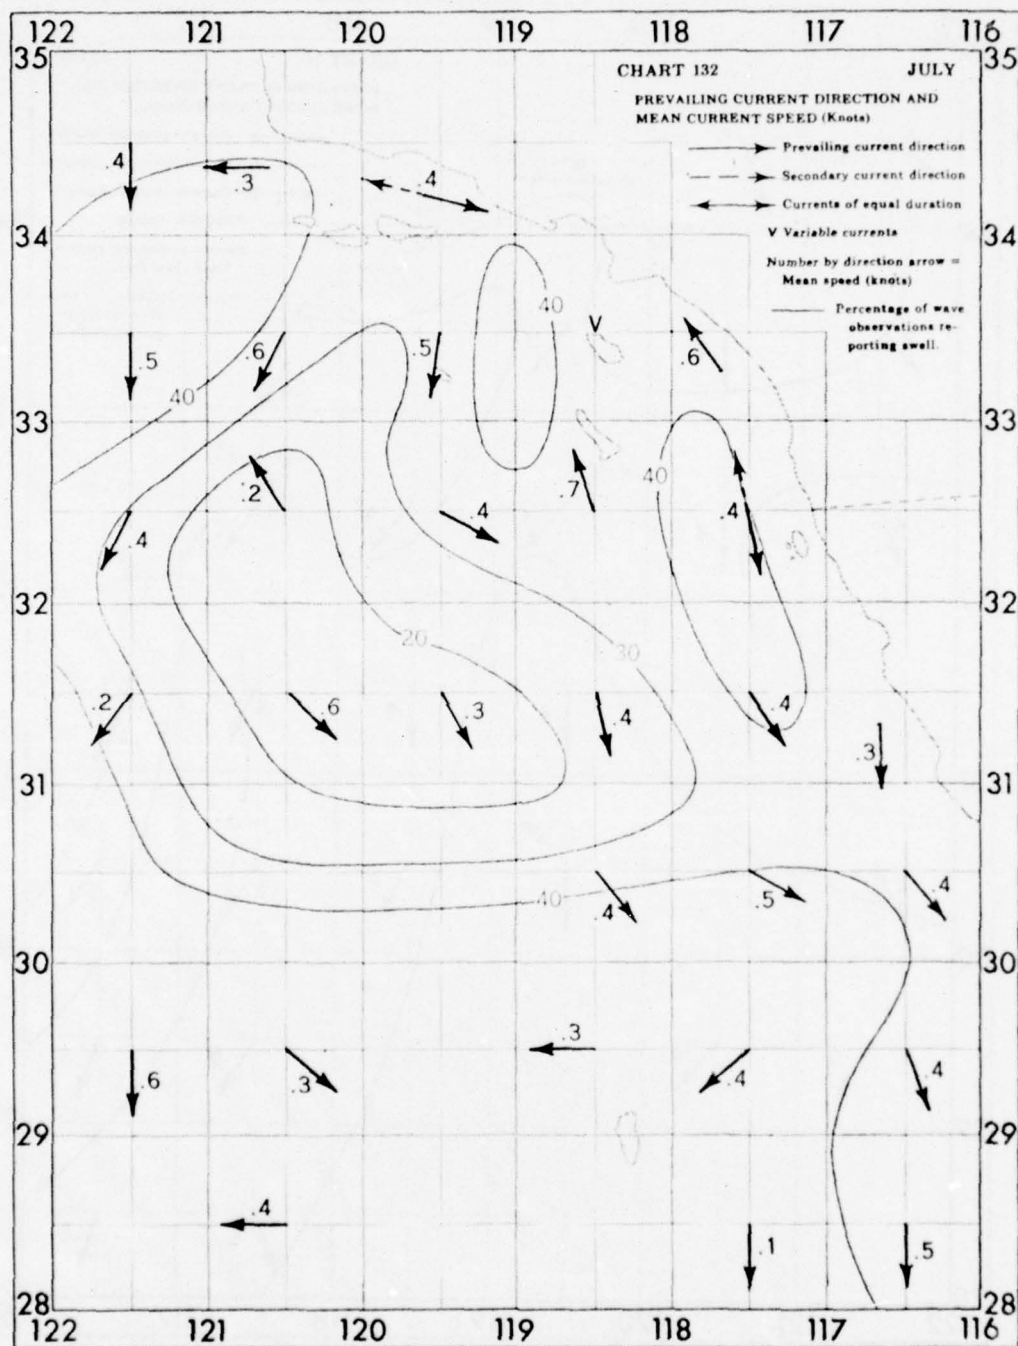 122 121 120 119 118 117 116
35 35
CHART 132 JULY
PREVAILING CURRENT DIRECTION AND
MEAN CURRENT SPEED (Knots)
Prevailing current direction
Secondary current direction
Currents of equal duration
V Variable currents
Number by direction arrow =
Mean speed (knots)
Percentage of wave
observations re-
porting swell.
.4
.3
.4
34 34
40
V
.5
.6
.5
.6
40
33 33
40
.2
.7
.4
.4
.4
32 32
20
30
.2
.6
.3
.4
.4
.3
31 31
40
.4
.5
.4
30 30
.3
.6
.3
.4
.4
29 29
.4
.1
.5
28 28
122 121 120 119 118 117 116